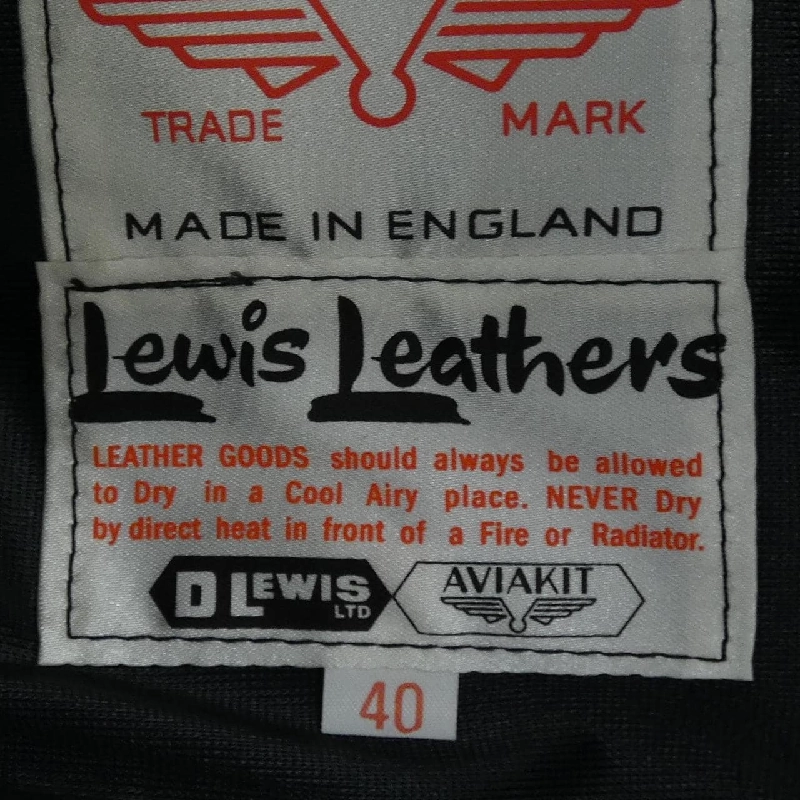 TRADE MARK
MADE IN ENGLAND
Lewis Leathers
LEATHER GOODS should always be allowed
to Dry in a Cool Airy place. NEVER Dry
by direct heat in front of a Fire or Radiator.
D LEWIS LTD AVIAKIT
40